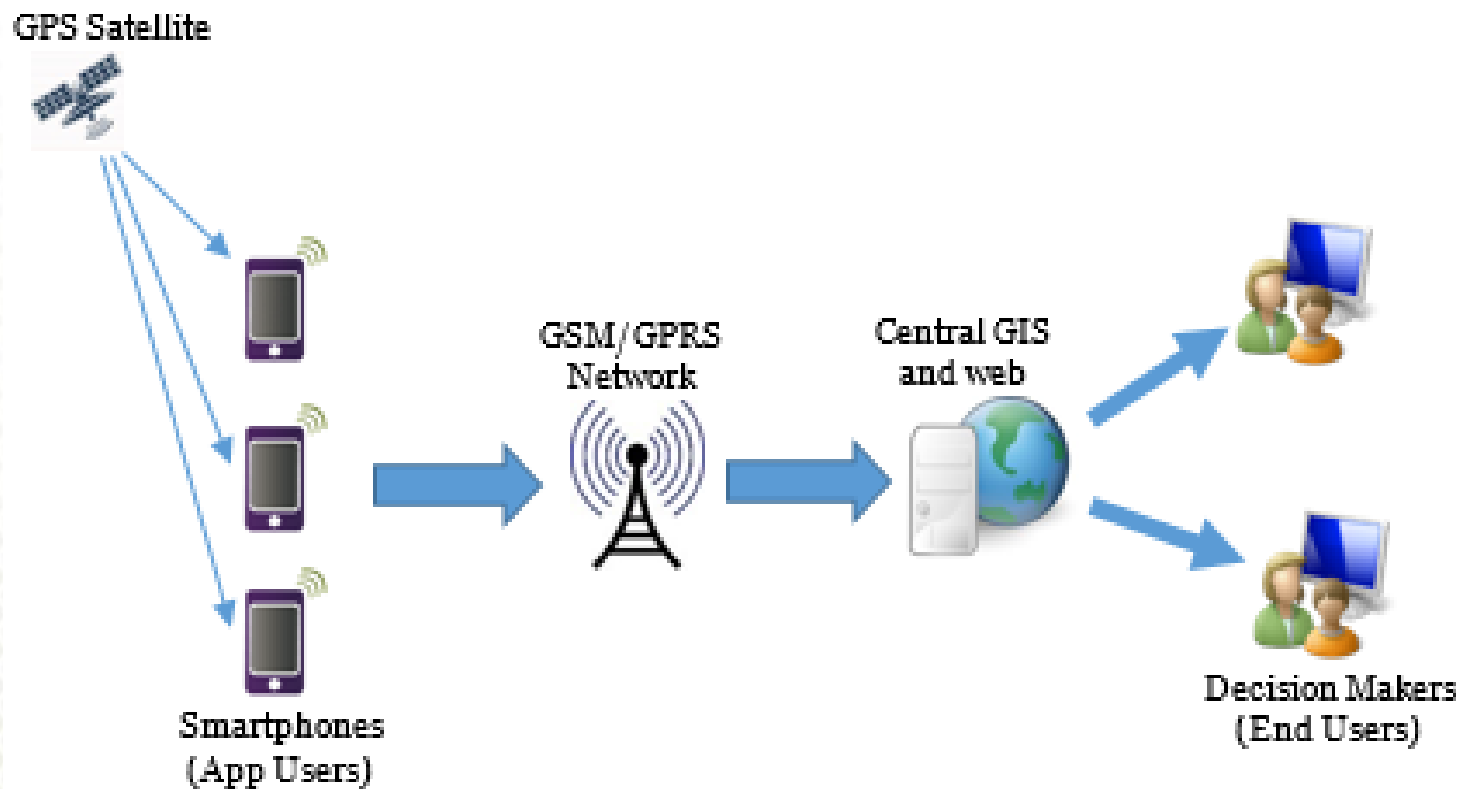 GPS Satellite
GSM/GPRS
Network
Central GIS
and web
Smartphones
(App Users)
Decision Makers
(End Users)